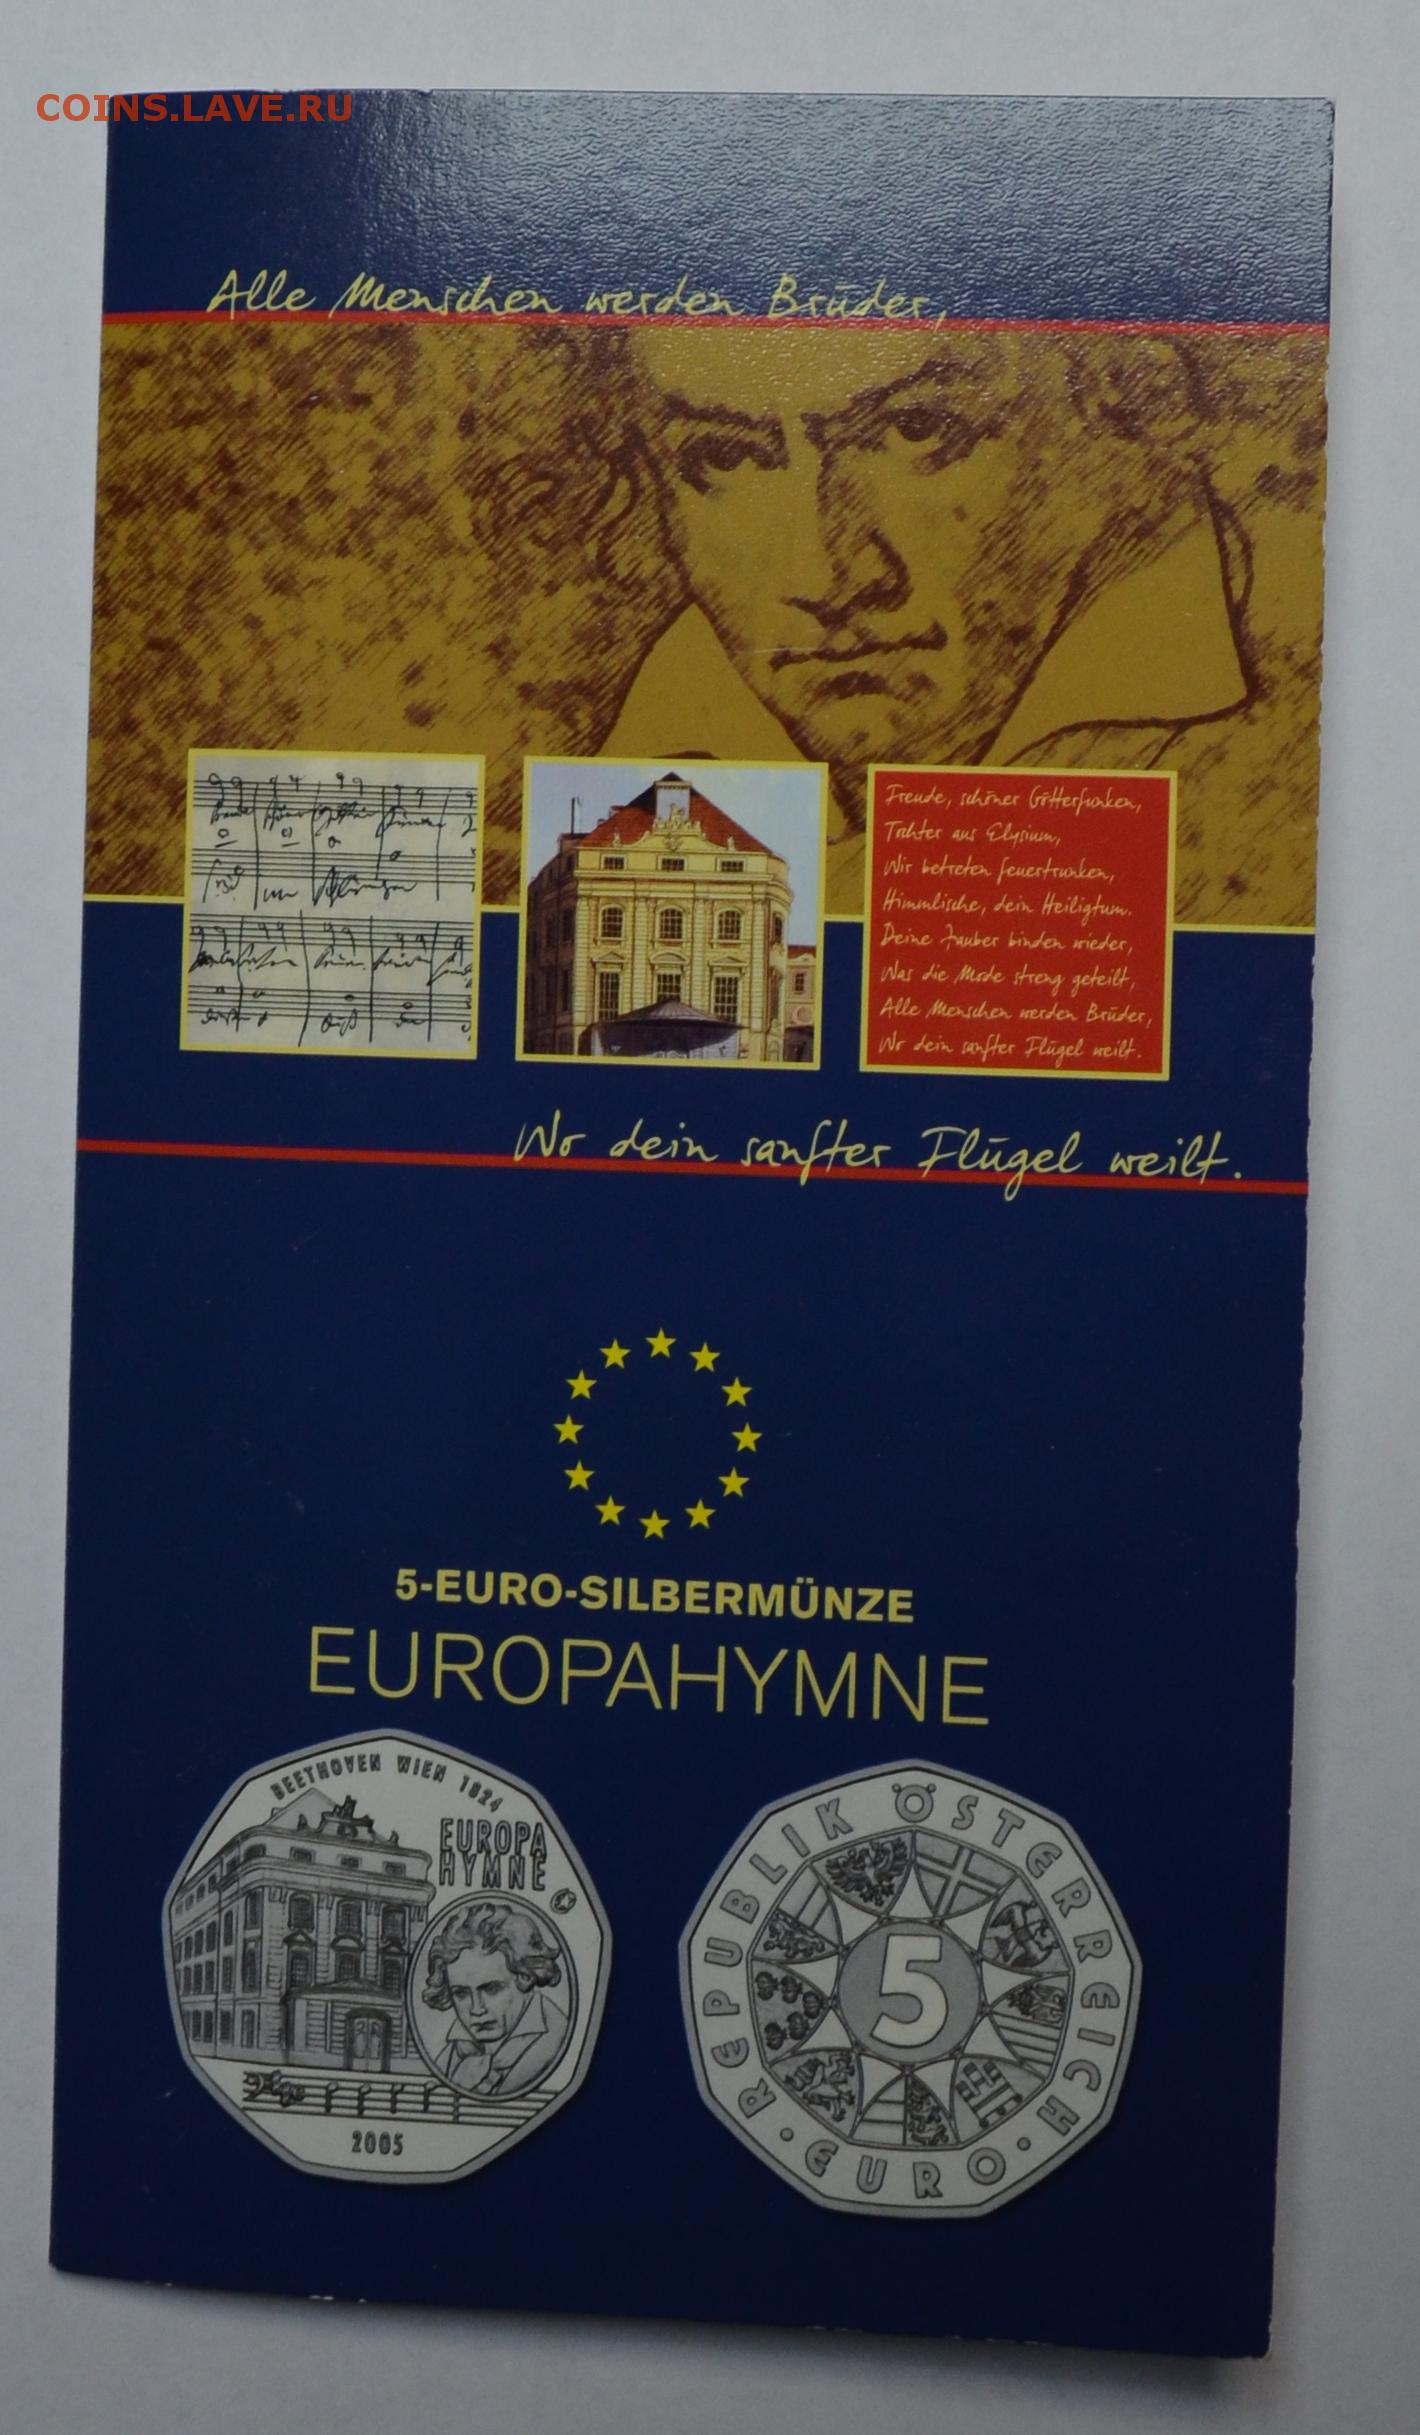 COINS.LAVE.RU
Alle Menschen werden Brüder,
Freude, schöner Götterfunken,
Tochter aus Elysium,
Wir betreten feuertrunken,
Himmlische, dein Heiligtum.
Deine Zauber binden wieder,
Was die Mode streng geteilt,
Alle Menschen werden Brüder,
Wo dein sanfter Flügel weilt.
Wo dein sanfter Flügel weilt.
5-EURO-SILBERMÜNZE
EUROPAHYMNE
BEETHOVEN WIEN 1824
EUROPA
HYMNE
2005
REPUBLIK ÖSTERREICH
5
· EURO ·